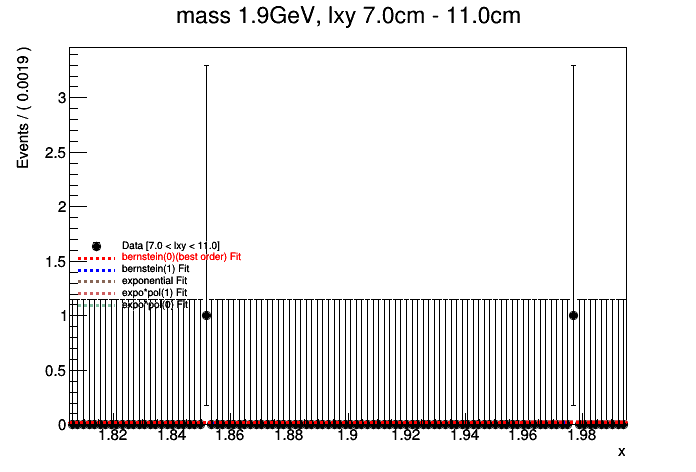 mass 1.9GeV, lxy 7.0cm - 11.0cm
Events / ( 0.0019 )
3
2.5
2
1.5
1
0.5
0
Data [7.0 < lxy < 11.0]
bernstein(0)(best order) Fit
bernstein(1) Fit
exponential Fit
expo*pol(1) Fit
expo*pol(0) Fit
1.82 1.84 1.86 1.88 1.9 1.92 1.94 1.96 1.98
x